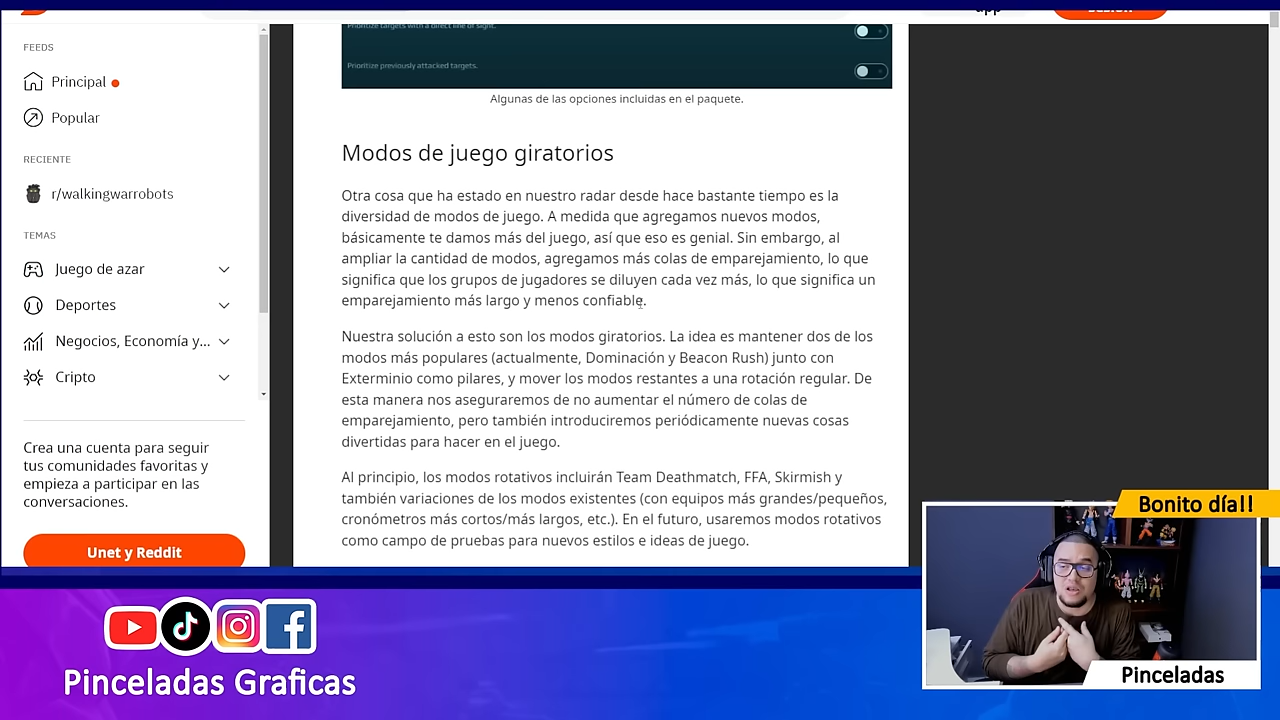 app
FEEDS
Principal
Popular
RECIENTE
r/walkingwarrobots
TEMAS
Juego de azar
Deportes
Negocios, Economía y...
Cripto
Crea una cuenta para seguir
tus comunidades favoritas y
empieza a participar en las
conversaciones.
Unet y Reddit
Prioritize targets with a direct line of sight.
Prioritize previously attacked targets.
Algunas de las opciones incluidas en el paquete.
Modos de juego giratorios
Otra cosa que ha estado en nuestro radar desde hace bastante tiempo es la
diversidad de modos de juego. A medida que agregamos nuevos modos,
básicamente te damos más del juego, así que eso es genial. Sin embargo, al
ampliar la cantidad de modos, agregamos más colas de emparejamiento, lo que
significa que los grupos de jugadores se diluyen cada vez más, lo que significa un
emparejamiento más largo y menos confiable.
Nuestra solución a esto son los modos giratorios. La idea es mantener dos de los
modos más populares (actualmente, Dominación y Beacon Rush) junto con
Exterminio como pilares, y mover los modos restantes a una rotación regular. De
esta manera nos aseguraremos de no aumentar el número de colas de
emparejamiento, pero también introduciremos periódicamente nuevas cosas
divertidas para hacer en el juego.
Al principio, los modos rotativos incluirán Team Deathmatch, FFA, Skirmish y
también variaciones de los modos existentes (con equipos más grandes/pequeños,
cronómetros más cortos/más largos, etc.). En el futuro, usaremos modos rotativos
como campo de pruebas para nuevos estilos e ideas de juego.
Bonito día!!
Pinceladas
Pinceladas Graficas